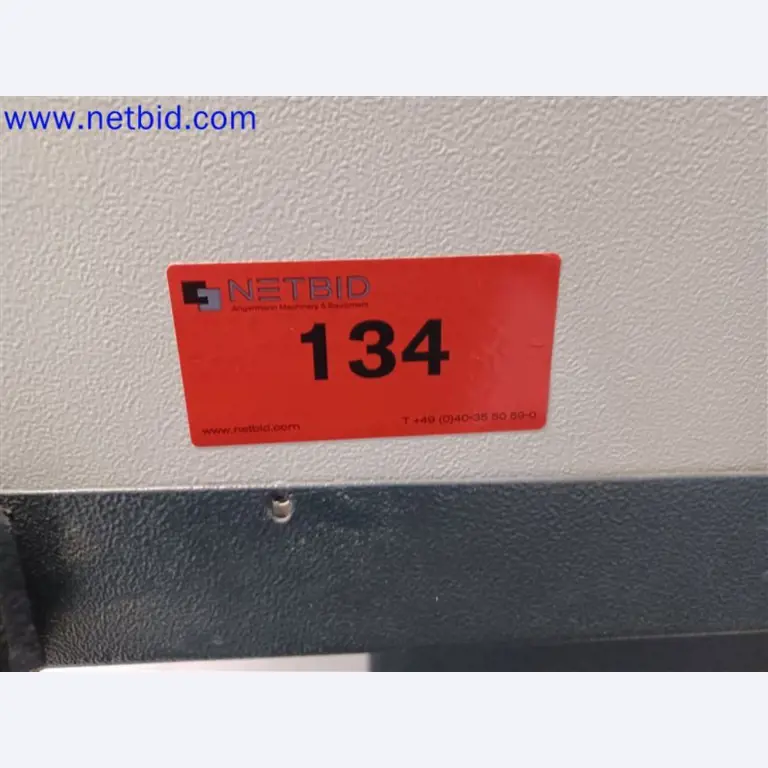 www.netbid.com
NETBID
Angermann Machinery & Equipment
134
www.netbid.com
T +49 (0)40-35 50 59-0